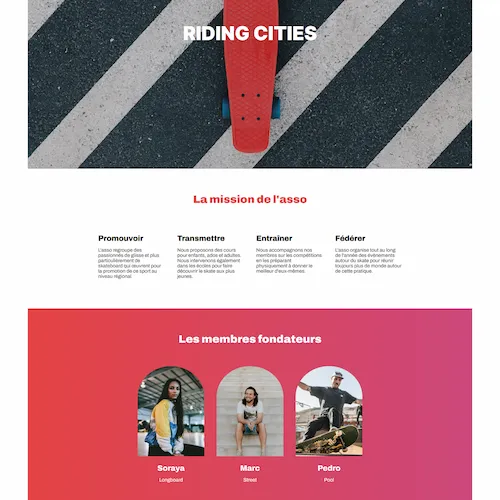 RIDING CITIES
La mission de l'asso
Promouvoir
L'asso regroupe des
passionnés de glisse et plus
particulièrement de
skateboard qui œuvrent pour
la promotion de ce sport au
niveau régional.
Transmettre
Nous proposons des cours
pour enfants, ados et adultes.
Nous intervenons également
dans les écoles pour faire
découvrir le skate aux plus
jeunes.
Entraîner
Nous accompagnons nos
membres sur les compétitions
en les préparant
physiquement à donner le
meilleur d'eux-mêmes.
Fédérer
L'asso organise tout au long
de l'année des événements
autour du skate pour réunir
toujours plus de monde autour
de cette pratique.
Les membres fondateurs
Soraya
Longboard
Marc
Street
Pedro
Pool